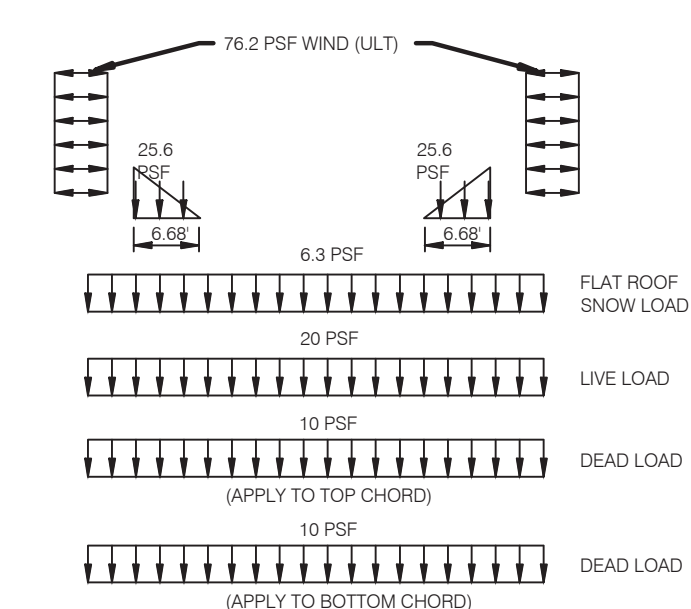 76.2 PSF WIND (ULT)
25.6
PSF
25.6
PSF
6.68'
6.68'
6.3 PSF
FLAT ROOF
SNOW LOAD
20 PSF
LIVE LOAD
10 PSF
DEAD LOAD
(APPLY TO TOP CHORD)
10 PSF
DEAD LOAD
(APPLY TO BOTTOM CHORD)